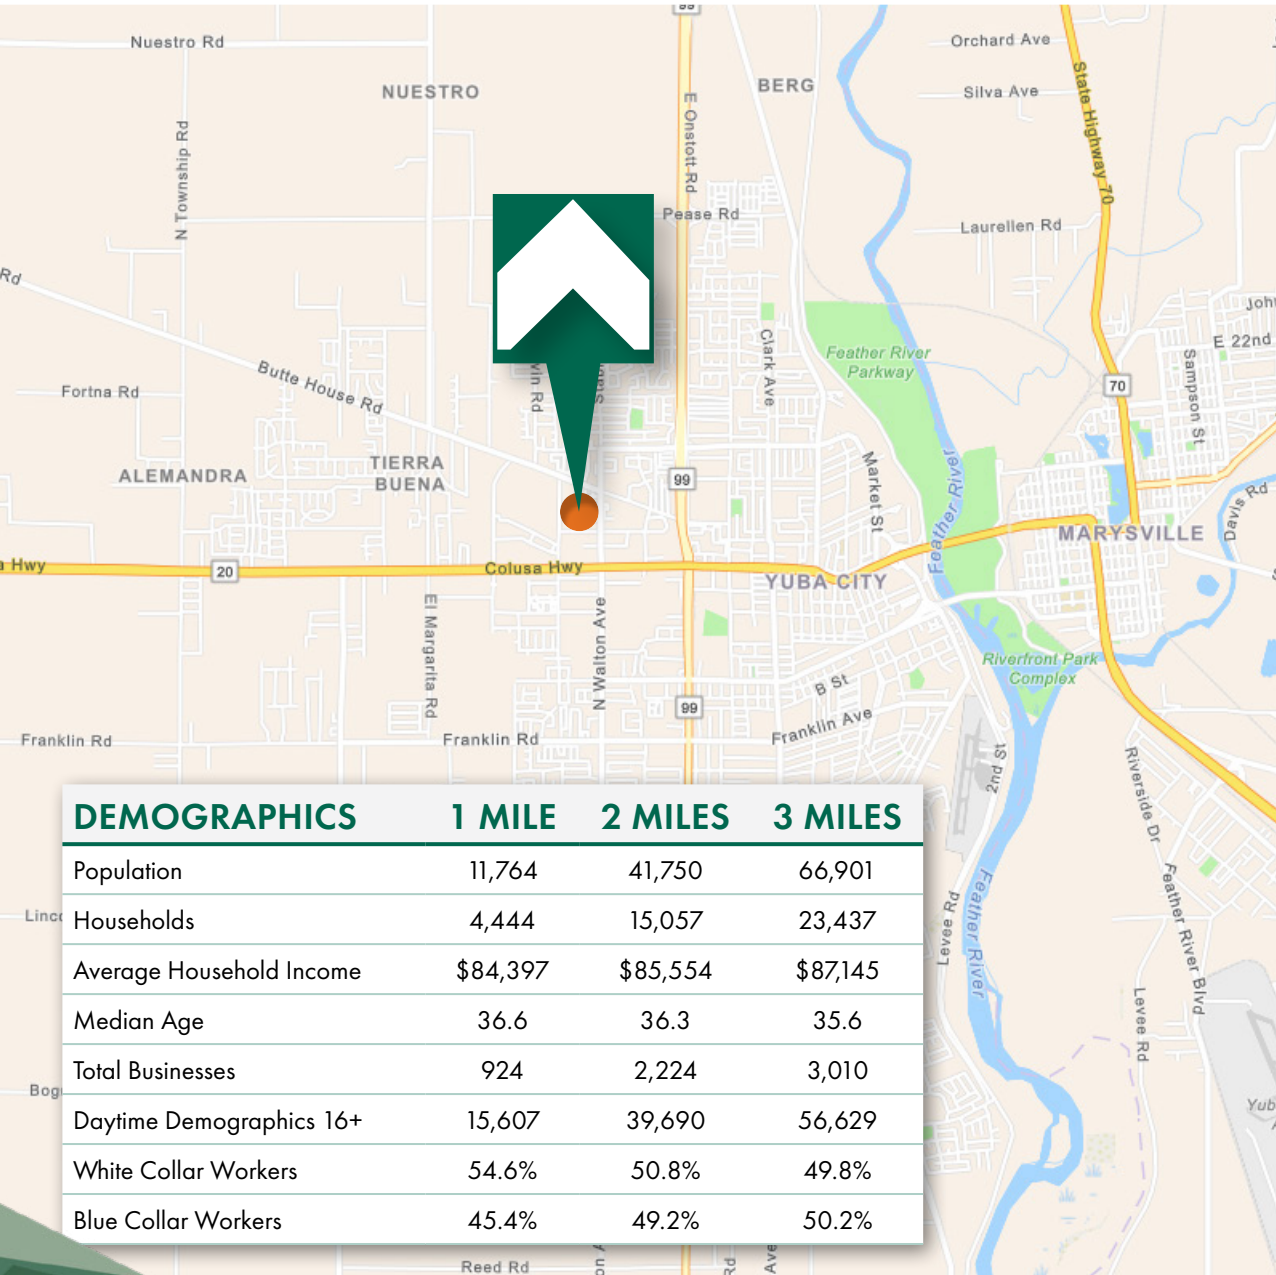 99
Nuestro Rd
Orchard Ave
NUESTRO
BERG
Silva Ave
State Highway 70
E Onstott Rd
N Township Rd
Pease Rd
Laurellen Rd
Rd
E 22nd
Feather River
Parkway
Clark Ave
Sampson St
Butte House Rd
Fortna Rd
70
TIERRA
BUENA
ALEMANDRA
Market St
99
Feather River
Davis Rd
MARYSVILLE
Hwy
20
Colusa Hwy
YUBA CITY
El Margarita Rd
N Walton Ave
Riverfront Park
Complex
B St
99
Franklin Rd
Franklin Rd
Franklin Ave
2nd St
Riverside Dr
DEMOGRAPHICS 1 MILE 2 MILES 3 MILES
Population 11,764 41,750 66,901
Households 4,444 15,057 23,437
Average Household Income $84,397 $85,554 $87,145
Median Age 36.6 36.3 35.6
Total Businesses 924 2,224 3,010
Daytime Demographics 16+ 15,607 39,690 56,629
White Collar Workers 54.6% 50.8% 49.8%
Blue Collar Workers 45.4% 49.2% 50.2%
Levee Rd
Feather River
Feather River Blvd
Levee Rd
Reed Rd
Rd
Ave